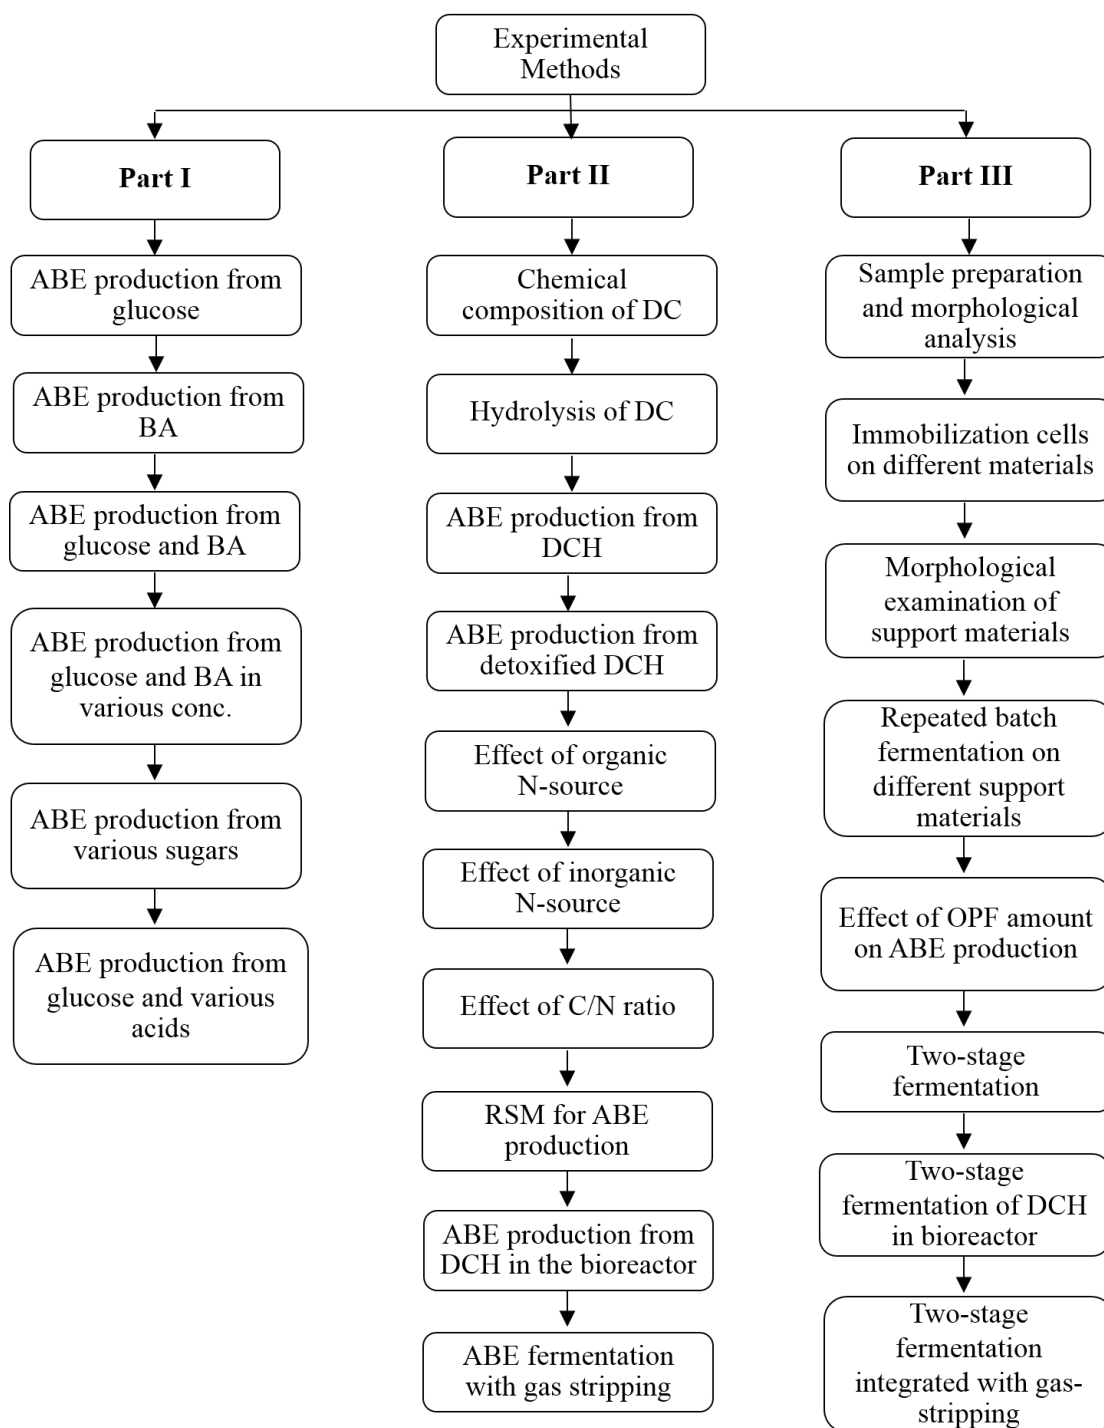 Experimental
Methods
Part I
Part II
Part III
ABE production from
glucose
ABE production from
BA
ABE production from
glucose and BA
ABE production from
glucose and BA in
various conc.
ABE production from
various sugars
ABE production from
glucose and various
acids
Chemical
composition of DC
Hydrolysis of DC
ABE production from
DCH
ABE production from
detoxified DCH
Effect of organic
N-source
Effect of inorganic
N-source
Effect of C/N ratio
RSM for ABE
production
ABE production from
DCH in the bioreactor
ABE fermentation
with gas stripping
Sample preparation
and morphological
analysis
Immobilization cells
on different materials
Morphological
examination of
support materials
Repeated batch
fermentation on
different support
materials
Effect of OPF amount
on ABE production
Two-stage
fermentation
Two-stage
fermentation of DCH
in bioreactor
Two-stage
fermentation
integrated with gas-
stripping